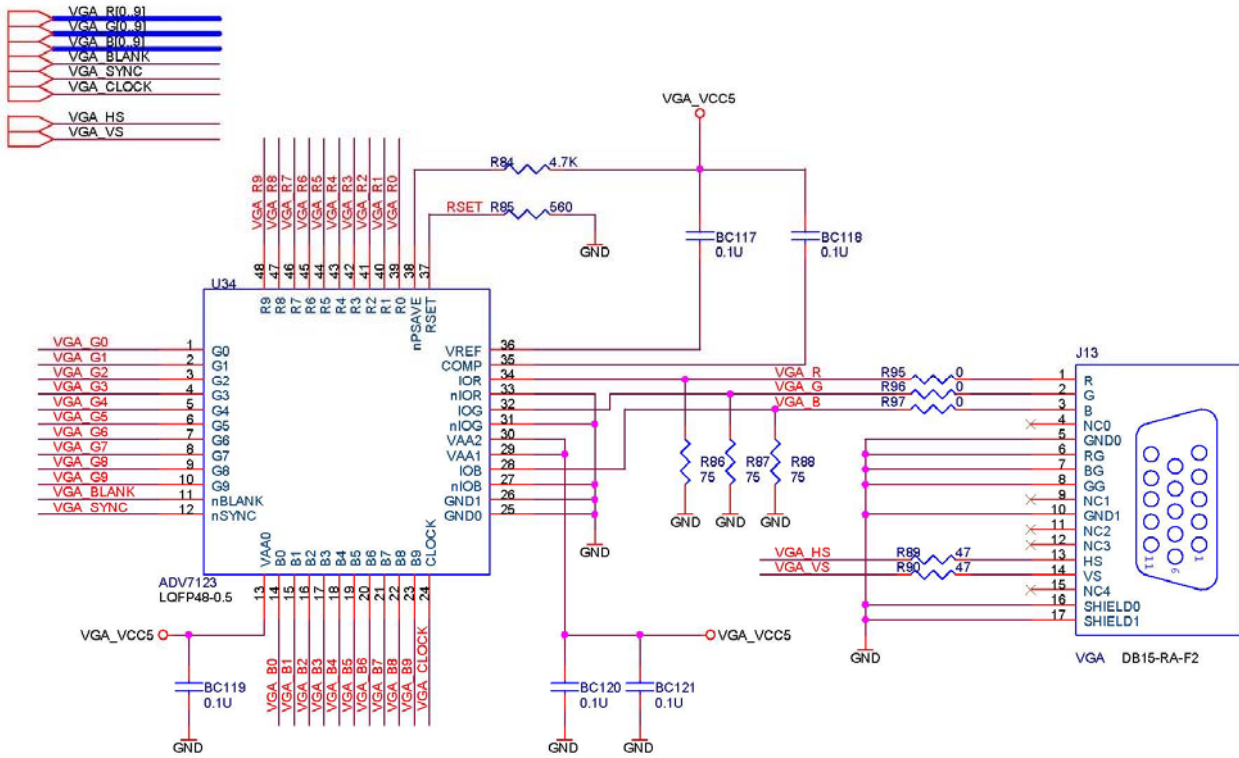 VGA_R[0..9]
VGA_G[0..9]
VGA_B[0..9]
VGA_BLANK
VGA_SYNC
VGA_CLOCK
VGA_HS
VGA_VS
VGA_VCC5
R84 4.7K
RSET R85 560
GND
BC117
0.1U
BC118
0.1U
VGA_R9
VGA_R8
VGA_R7
VGA_R6
VGA_R5
VGA_R4
VGA_R3
VGA_R2
VGA_R1
VGA_R0
48 47 46 45 44 43 42 41 40 39 38 37
U34
R9 R8 R7 R6 R5 R4 R3 R2 R1 R0 nPSAVE RSET
VGA_G0 1 G0
VGA_G1 2 G1
VGA_G2 3 G2
VGA_G3 4 G3
VGA_G4 5 G4
VGA_G5 6 G5
VGA_G6 7 G6
VGA_G7 8 G7
VGA_G8 9 G8
VGA_G9 10 G9
VGA_BLANK 11 nBLANK
VGA_SYNC 12 nSYNC
VREF 36
COMP 35
IOR 34
nIOR 33
IOG 32
nIOG 31
VAA2 30
VAA1 29
IOB 28
nIOB 27
GND1 26
GND0 25
VAA0 B0 B1 B2 B3 B4 B5 B6 B7 B8 B9 CLOCK
ADV7123
LQFP48-0.5
13 14 15 16 17 18 19 20 21 22 23 24
VGA_B0
VGA_B1
VGA_B2
VGA_B3
VGA_B4
VGA_B5
VGA_B6
VGA_B7
VGA_B8
VGA_B9
VGA_CLOCK
VGA_VCC5
BC119
0.1U
GND
GND
VGA_VCC5
BC120
0.1U
BC121
0.1U
GND
GND
VGA_R R95 0
VGA_G R96 0
VGA_B R97 0
R86
75
R87
75
R88
75
GND
GND
GND
VGA_HS R89 47
VGA_VS R90 47
GND
J13
1 R
2 G
3 B
4 NC0
5 GND0
6 RG
7 BG
8 GG
9 NC1
10 GND1
11 NC2
12 NC3
13 HS
14 VS
15 NC4
16 SHIELD0
17 SHIELD1
11 6 1
VGA DB15-RA-F2